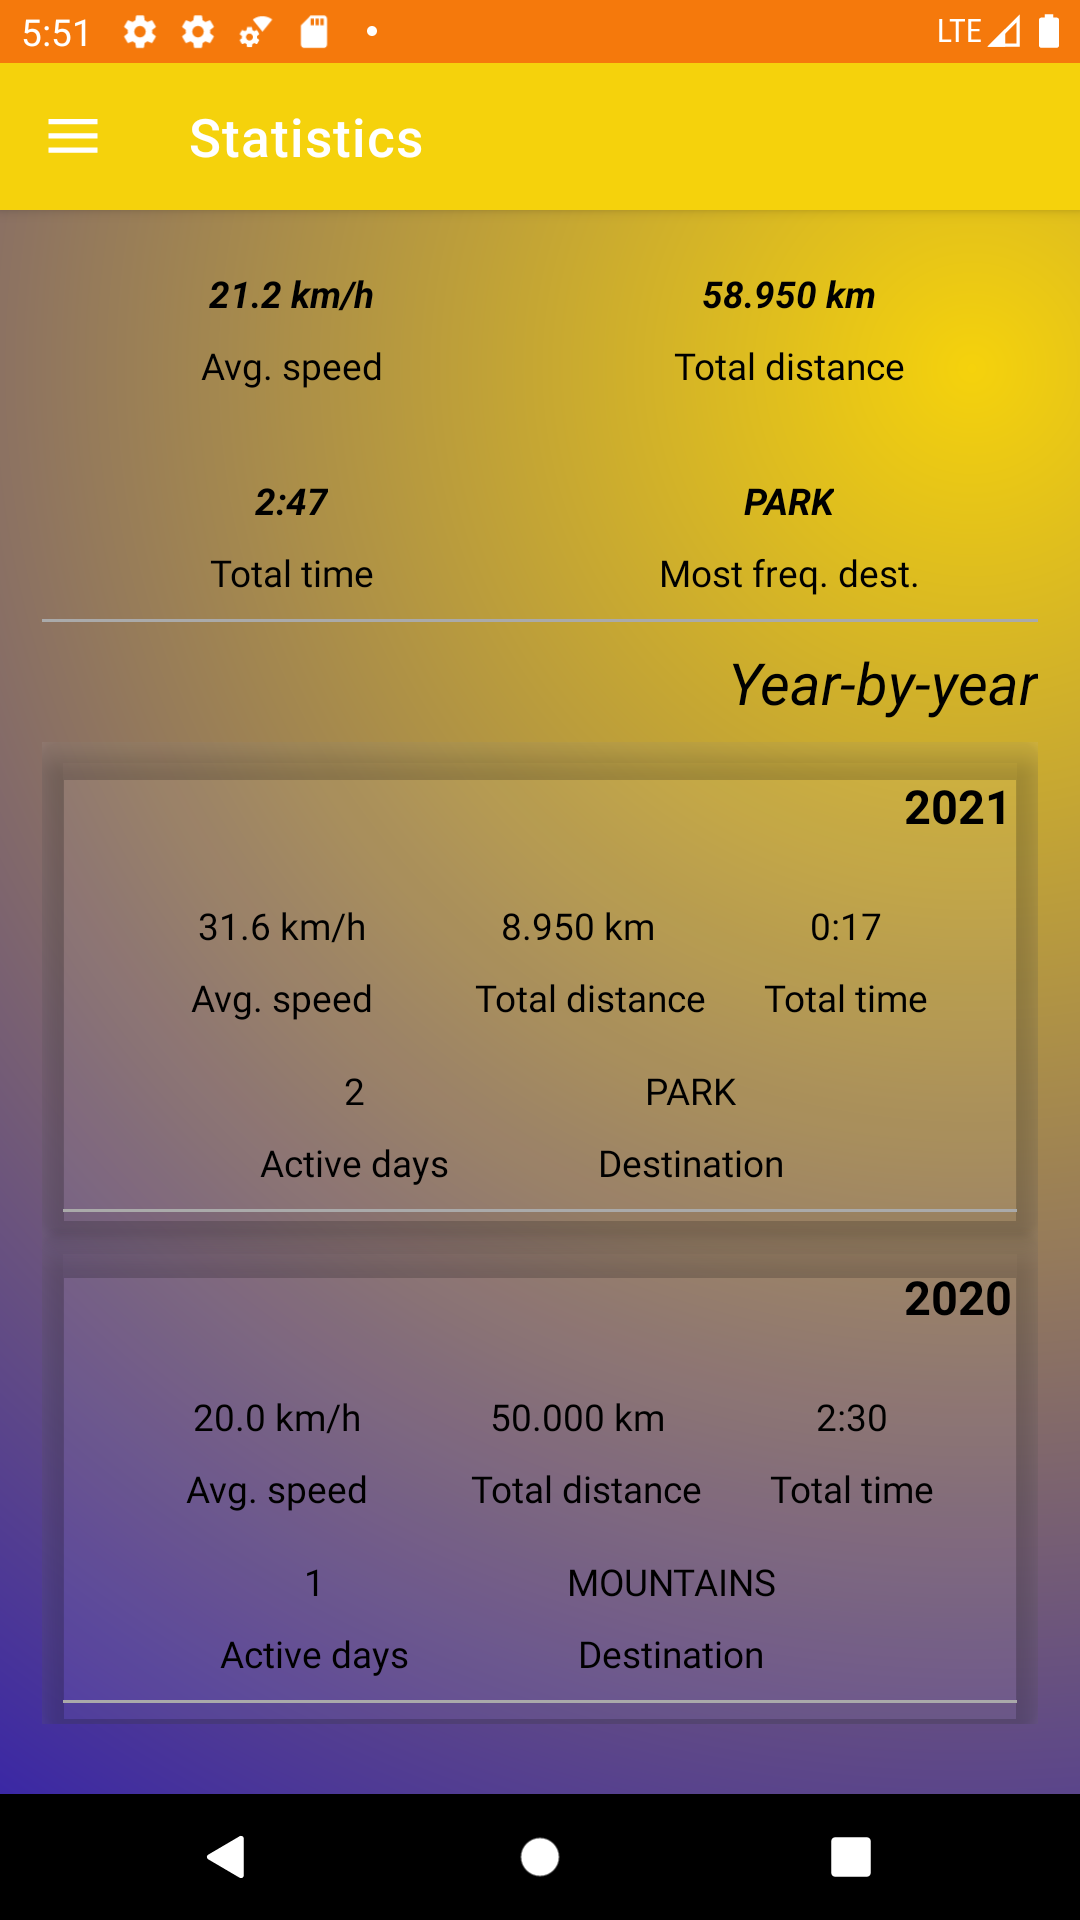 5:51
LTE
Statistics
21.2 km/h 58.950 km
Avg. speed Total distance
2:47 PARK
Total time Most freq. dest.
Year-by-year
2021
31.6 km/h 8.950 km 0:17
Avg. speed Total distance Total time
2 PARK
Active days Destination
2020
20.0 km/h 50.000 km 2:30
Avg. speed Total distance Total time
1 MOUNTAINS
Active days Destination